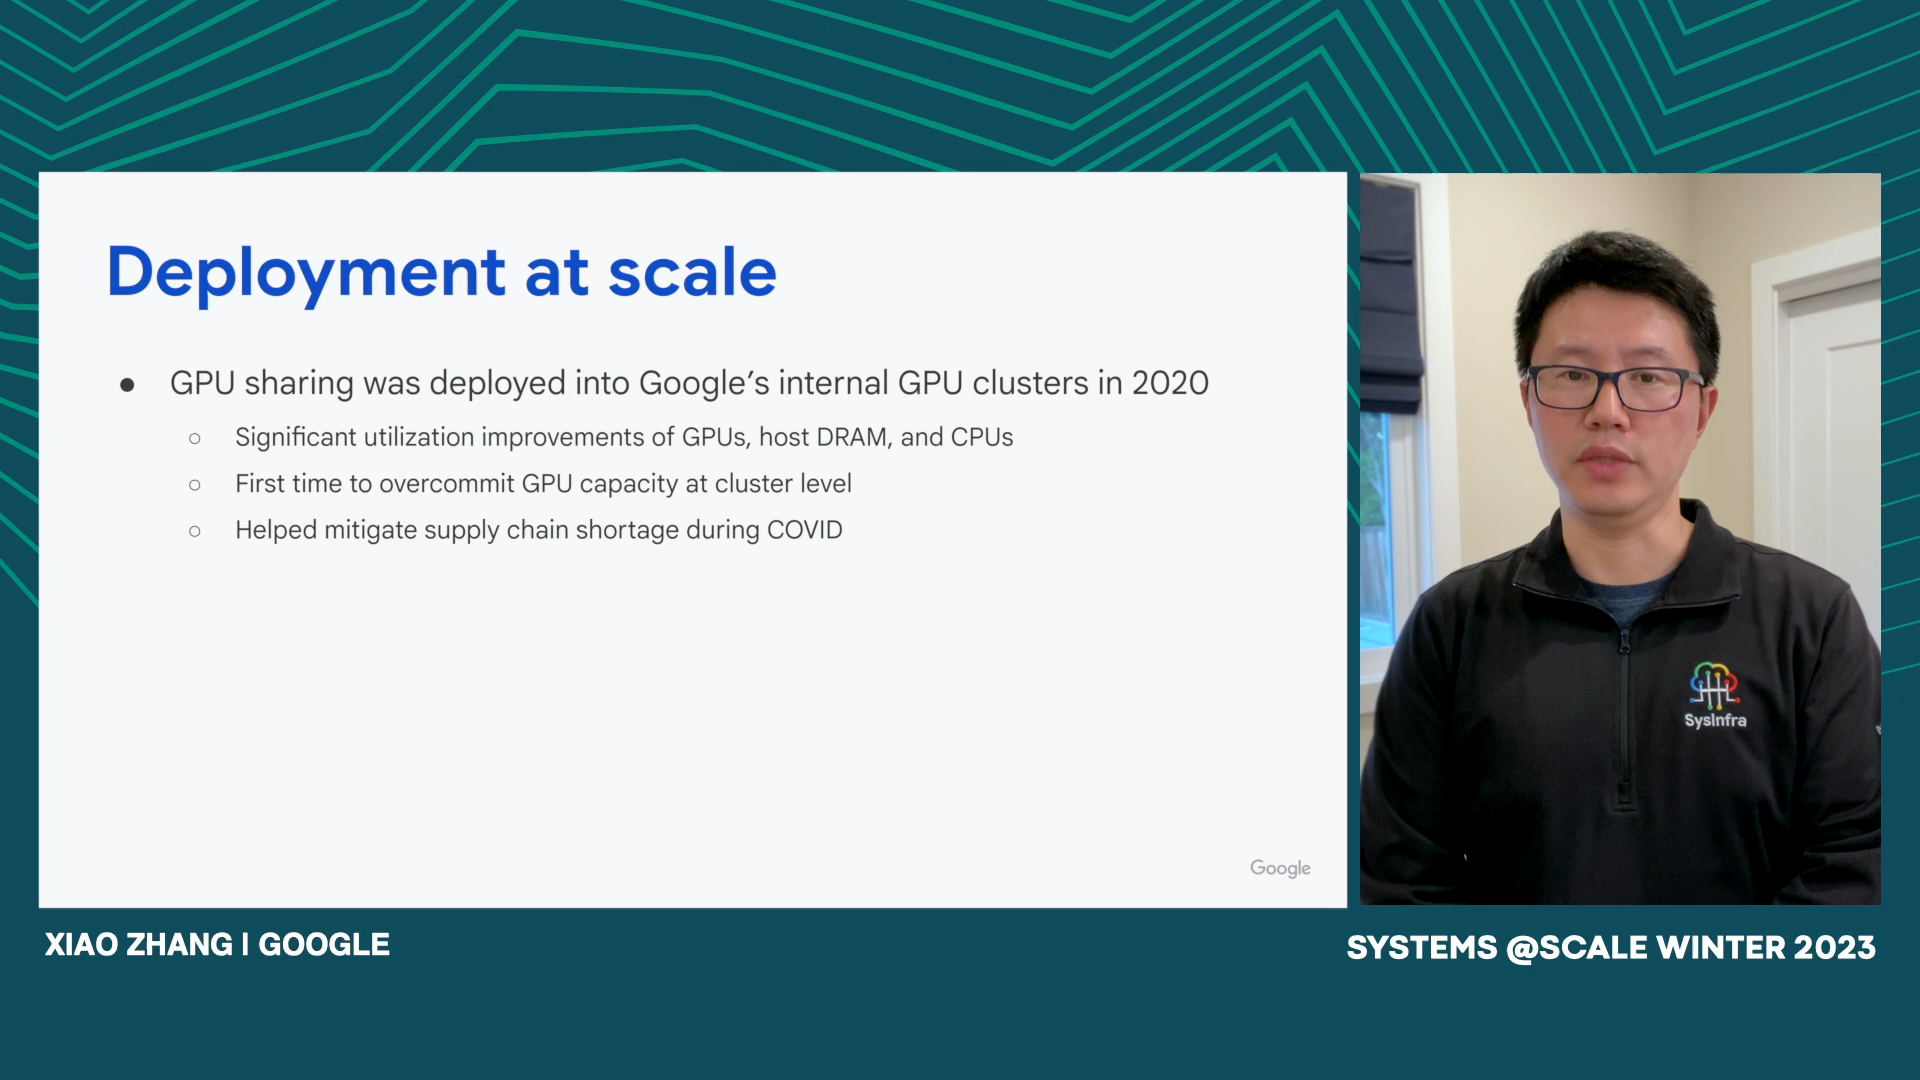 Deployment at scale
● GPU sharing was deployed into Google’s internal GPU clusters in 2020
○ Significant utilization improvements of GPUs, host DRAM, and CPUs
○ First time to overcommit GPU capacity at cluster level
○ Helped mitigate supply chain shortage during COVID
Google
SysInfra
XIAO ZHANG | GOOGLE
SYSTEMS @SCALE WINTER 2023